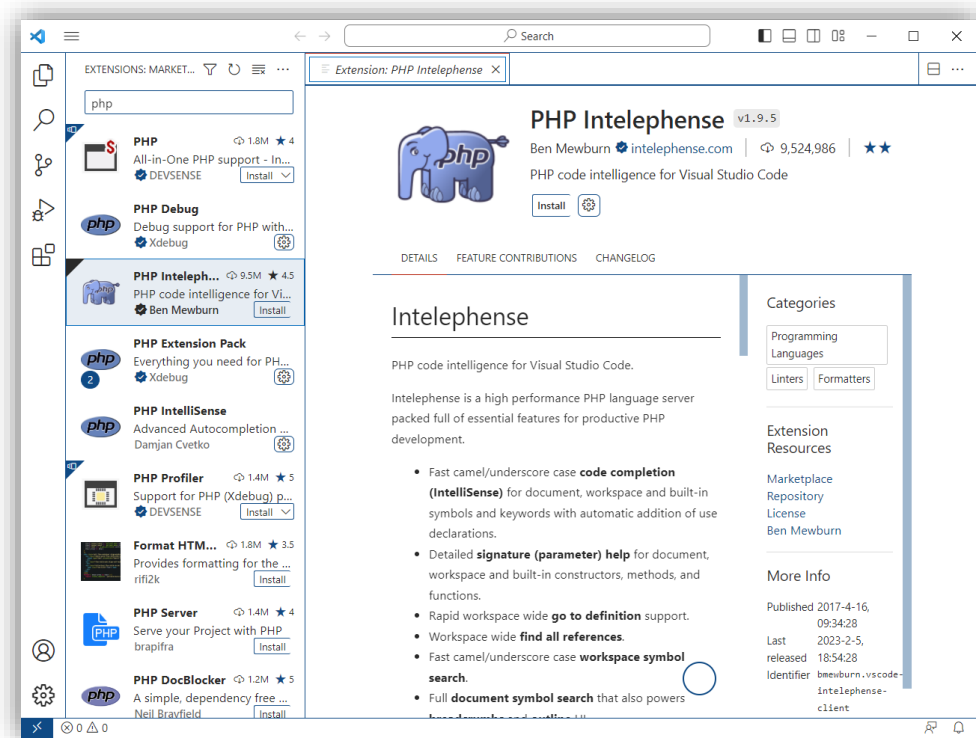 Search
EXTENSIONS: MARKET...
php
PHP 1.8M ★ 4
All-in-One PHP support - In...
DEVSENSE Install
PHP Debug
Debug support for PHP with...
Xdebug
PHP Inteleph... 9.5M ★ 4.5
PHP code intelligence for Vi...
Ben Mewburn Install
PHP Extension Pack
Everything you need for PH...
2 Xdebug
PHP IntelliSense
Advanced Autocompletion ...
Damjan Cvetko
PHP Profiler 1.4M ★ 5
Support for PHP (Xdebug) p...
DEVSENSE Install
Format HTM... 1.8M ★ 3.5
Provides formatting for the ...
rifi2k Install
PHP Server 1.4M ★ 4
Serve your Project with PHP
brapifra Install
PHP DocBlocker 1.2M ★ 5
A simple, dependency free ...
Neil Brayfield Install
Extension: PHP Intelephense
php
PHP Intelephense v1.9.5
Ben Mewburn intelephense.com 9,524,986 ★★
PHP code intelligence for Visual Studio Code
Install
DETAILS FEATURE CONTRIBUTIONS CHANGELOG
Intelephense
PHP code intelligence for Visual Studio Code.
Intelephense is a high performance PHP language server
packed full of essential features for productive PHP
development.
• Fast camel/underscore case code completion
(IntelliSense) for document, workspace and built-in
symbols and keywords with automatic addition of use
declarations.
• Detailed signature (parameter) help for document,
workspace and built-in constructors, methods, and
functions.
• Rapid workspace wide go to definition support.
• Workspace wide find all references.
• Fast camel/underscore case workspace symbol
search.
• Full document symbol search that also powers
breadcrumbs and outline UI.
Categories
Programming
Languages
Linters Formatters
Extension
Resources
Marketplace
Repository
License
Ben Mewburn
More Info
Published 2017-4-16,
09:34:28
Last 2023-2-5,
released 18:54:28
Identifier bmewburn.vscode-
intelephense-
client
0 0